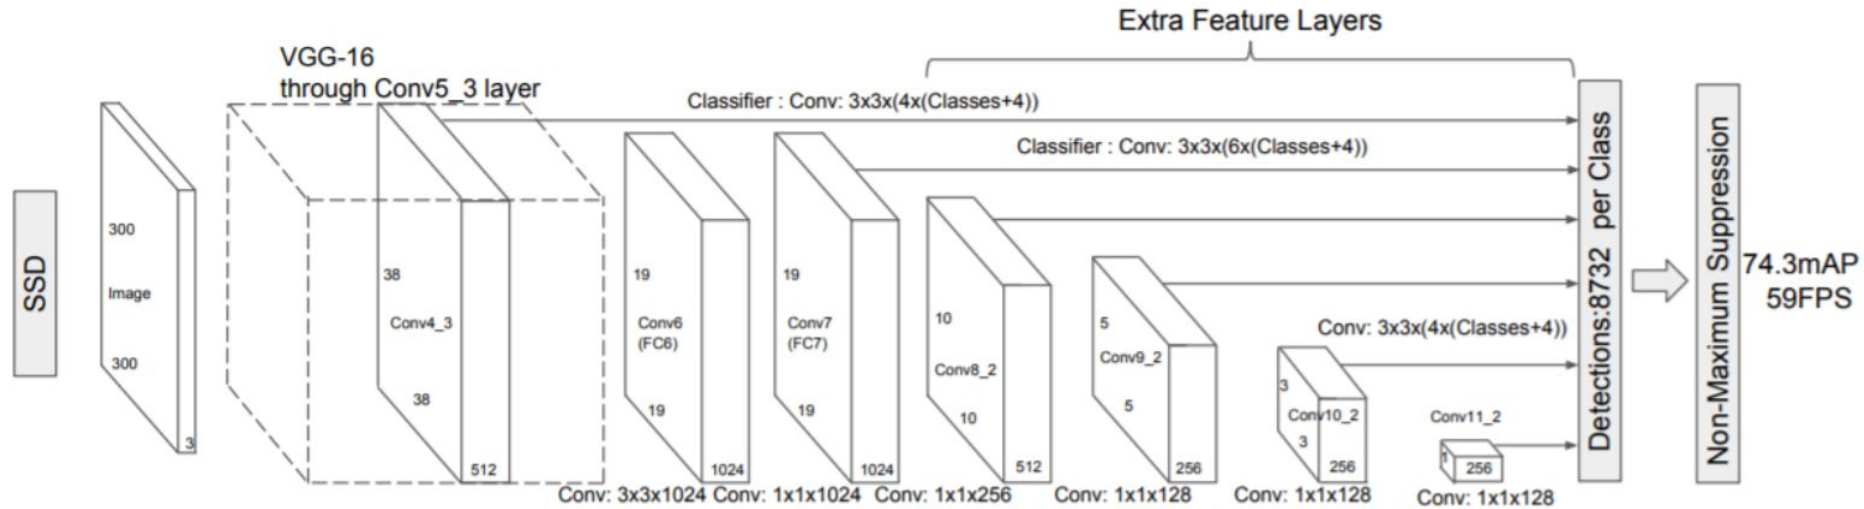 Extra Feature Layers
VGG-16
through Conv5_3 layer
Classifier : Conv: 3x3x(4x(Classes+4))
Classifier : Conv: 3x3x(6x(Classes+4))
SSD
300
Image
300
3
38
Conv4_3
38
512
19
Conv6
(FC6)
19
1024
19
Conv7
(FC7)
19
1024
10
Conv8_2
10
512
5
Conv9_2
5
256
Conv: 3x3x(4x(Classes+4))
3
Conv10_2
3
256
Conv11_2
1
256
Conv: 3x3x1024
Conv: 1x1x1024
Conv: 1x1x256
Conv: 1x1x128
Conv: 1x1x128
Conv: 1x1x128
Detections:8732 per Class
Non-Maximum Suppression
74.3mAP
59FPS